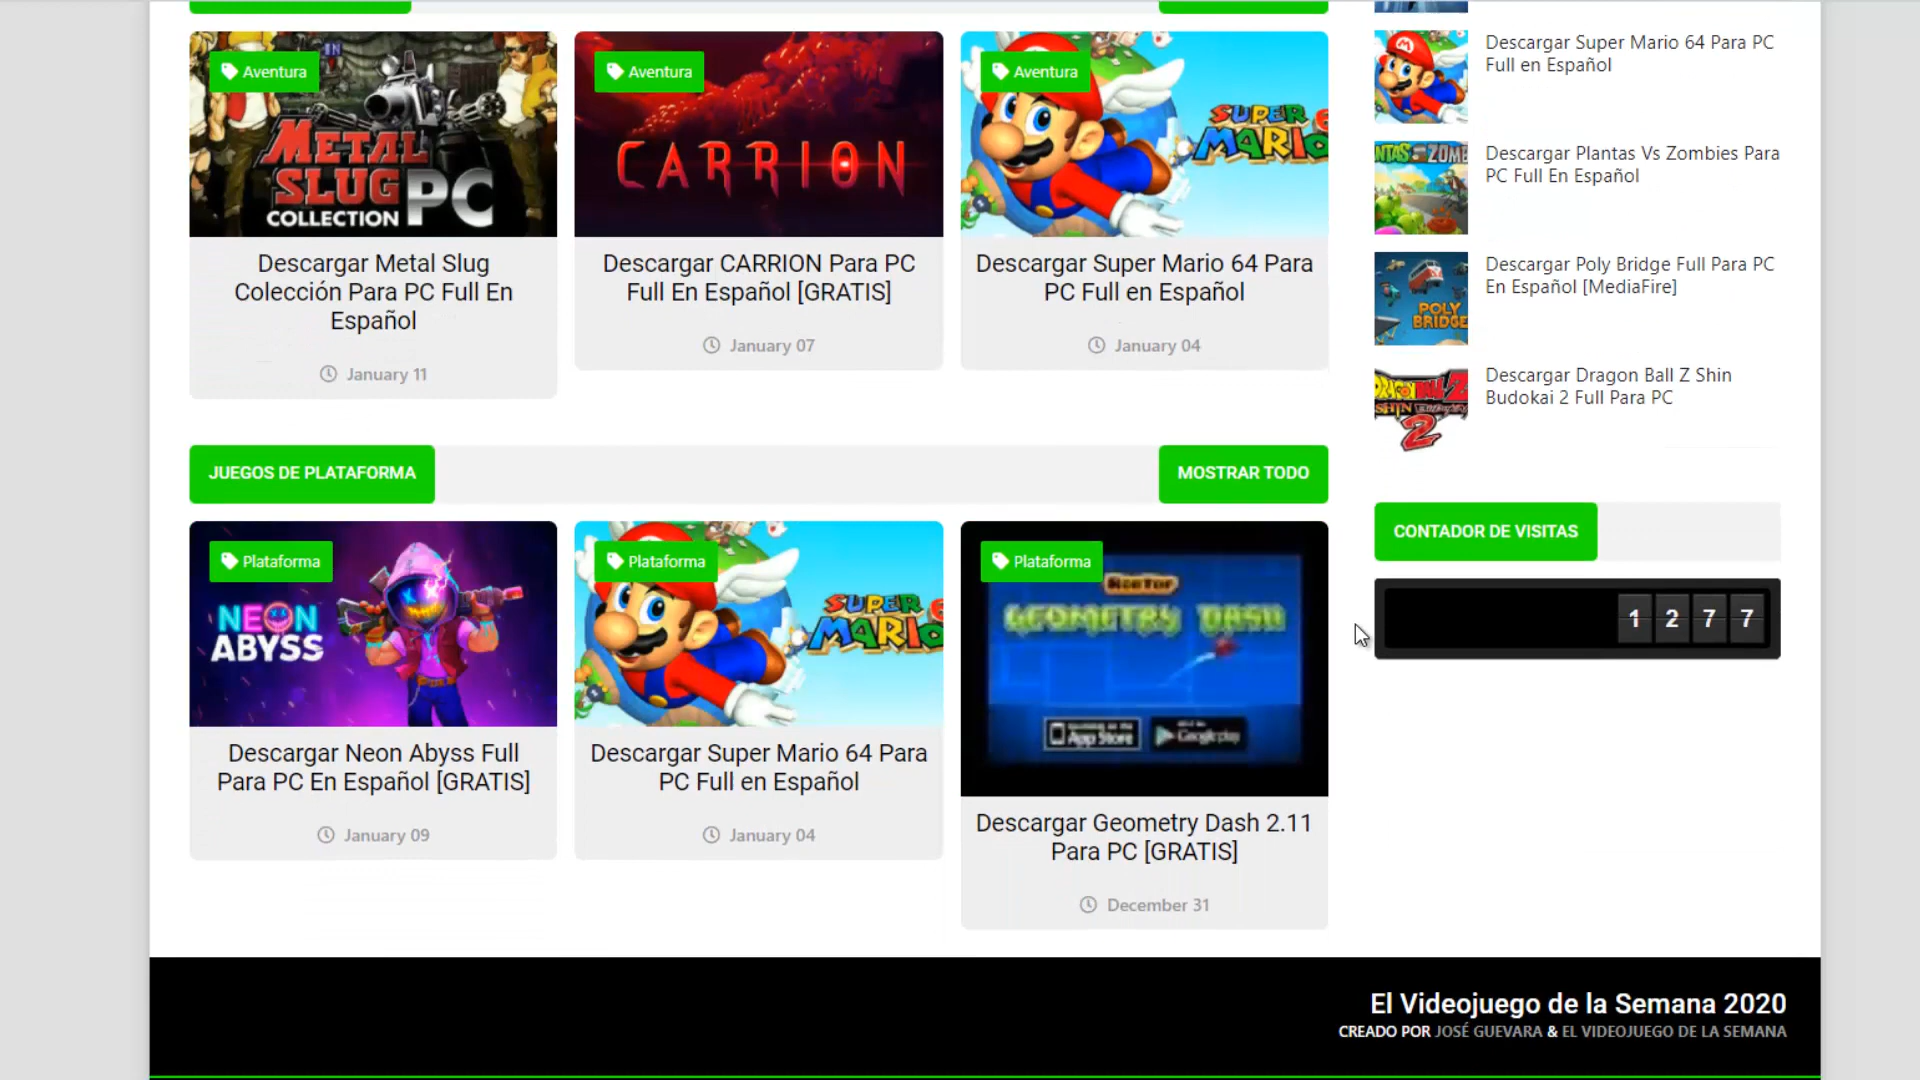 Aventura
METAL
SLUG
COLLECTION PC
Descargar Metal Slug
Colección Para PC Full En
Español
January 11
Aventura
CARRION
Descargar CARRION Para PC
Full En Español [GRATIS]
January 07
Aventura
SUPER
MARIO
Descargar Super Mario 64 Para
PC Full en Español
January 04
JUEGOS DE PLATAFORMA
MOSTRAR TODO
Plataforma
NEON
ABYSS
Descargar Neon Abyss Full
Para PC En Español [GRATIS]
January 09
Plataforma
SUPER
MARIO
Descargar Super Mario 64 Para
PC Full en Español
January 04
Plataforma
GEOMETRY DASH
App Store
Google play
Descargar Geometry Dash 2.11
Para PC [GRATIS]
December 31
Descargar Super Mario 64 Para PC
Full en Español
Descargar Plantas Vs Zombies Para
PC Full En Español
POLY
BRIDGE
Descargar Poly Bridge Full Para PC
En Español [MediaFire]
2
Descargar Dragon Ball Z Shin
Budokai 2 Full Para PC
CONTADOR DE VISITAS
1 2 7 7
El Videojuego de la Semana 2020
CREADO POR JOSÉ GUEVARA & EL VIDEOJUEGO DE LA SEMANA